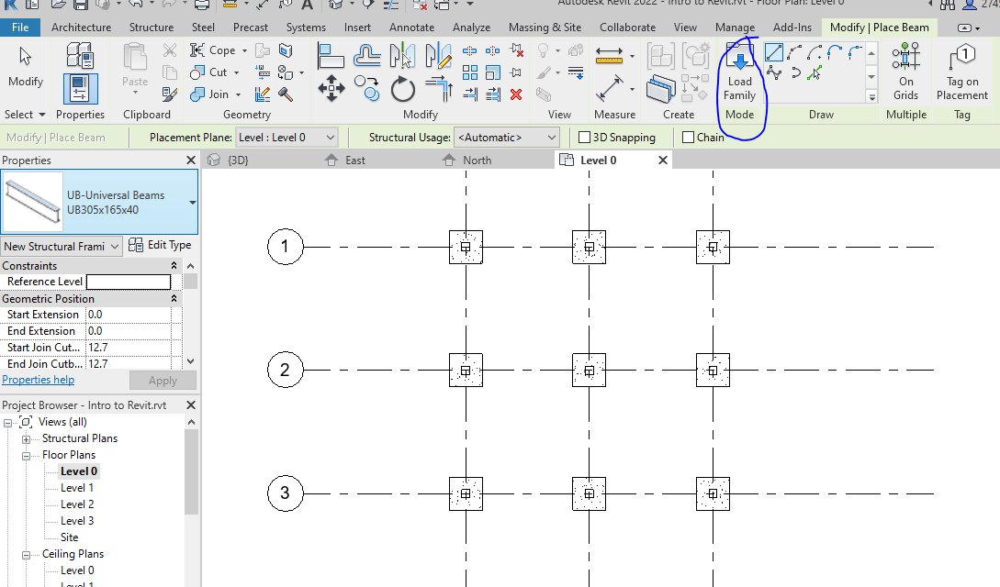 Autodesk Revit 2022 - Intro to Revit.rvt - Floor Plan: Level 0
File Architecture Structure Steel Precast Systems Insert Annotate Analyze Massing & Site Collaborate View Manage Add-Ins Modify | Place Beam
Modify
Properties
Paste
Cope
Cut
Join
Load
Family
On
Grids
1
Tag on
Placement
Select Properties Clipboard Geometry Modify View Measure Create Mode Draw Multiple Tag
Modify | Place Beam Placement Plane: Level : Level 0 Structural Usage: <Automatic> 3D Snapping Chain
Properties
{3D} East North Level 0
UB-Universal Beams
UB305x165x40
New Structural Frami Edit Type
Constraints
Reference Level
Geometric Position
Start Extension 0.0
End Extension 0.0
Start Join Cut... 12.7
End Join Cutb... 12.7
Properties help Apply
Project Browser - Intro to Revit.rvt
Views (all)
Structural Plans
Floor Plans
Level 0
Level 1
Level 2
Level 3
Site
Ceiling Plans
Level 0
Level 1
1
2
3